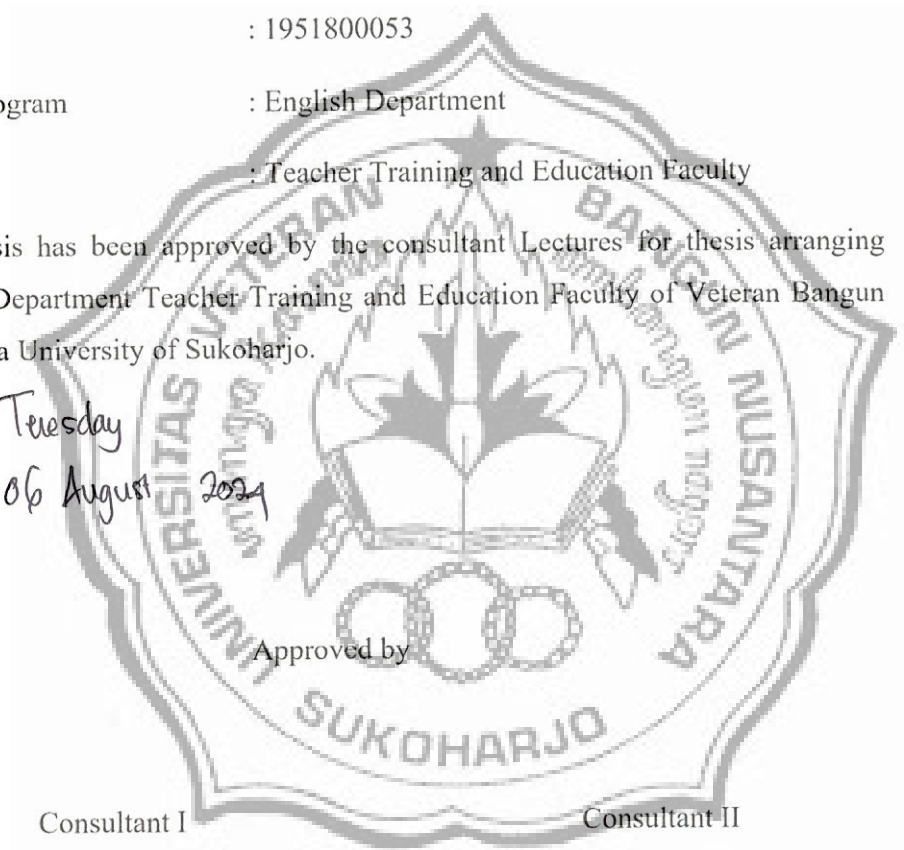 : 1951800053
ogram : English Department
: Teacher Training and Education Faculty
sis has been approved by the consultant Lectures for thesis arranging
Department Teacher Training and Education Faculty of Veteran Bangun
a University of Sukoharjo.
Teuesday
06 August 2024
UNIVERSITAS VETERAN BANGUN NUSANTARA
SUKOHARJO
Approved by
Consultant I Consultant II